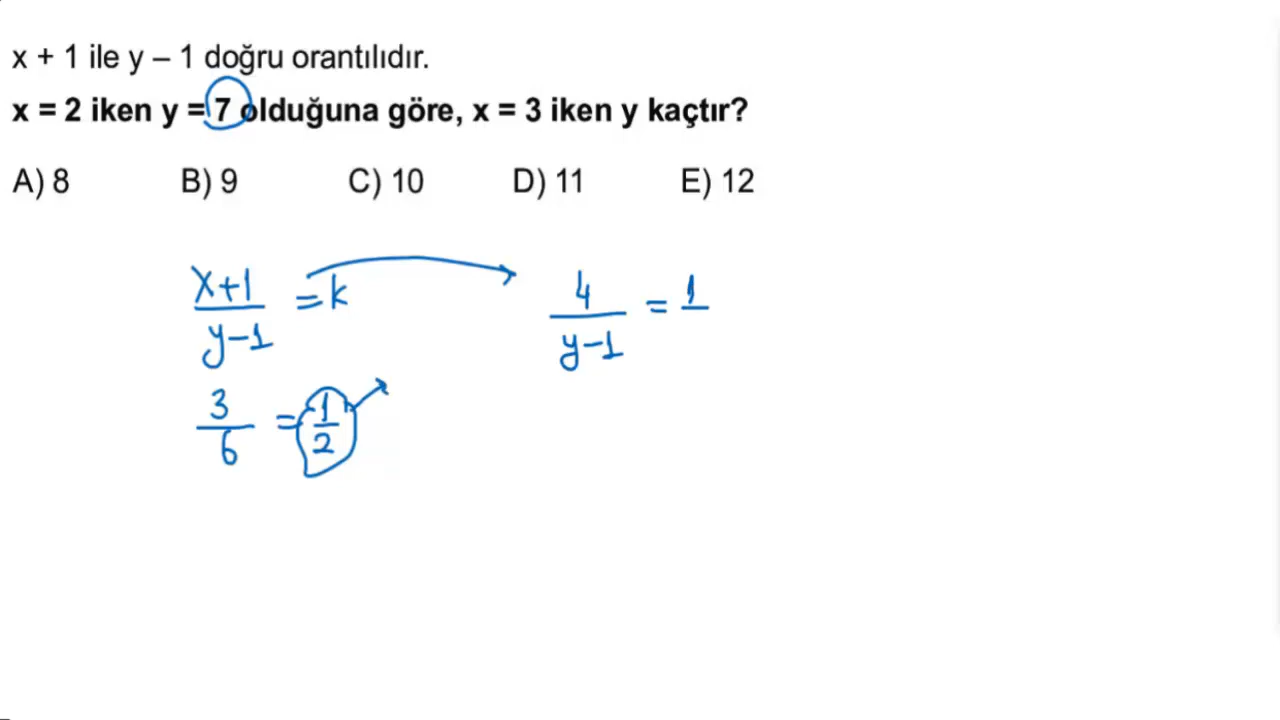 x + 1 ile y – 1 doğru orantılıdır.
x = 2 iken y = 7 olduğuna göre, x = 3 iken y kaçtır?
A) 8 B) 9 C) 10 D) 11 E) 12
x+1 / y-1 = k
4 / y-1 = 1
3 / 6 = 1 / 2